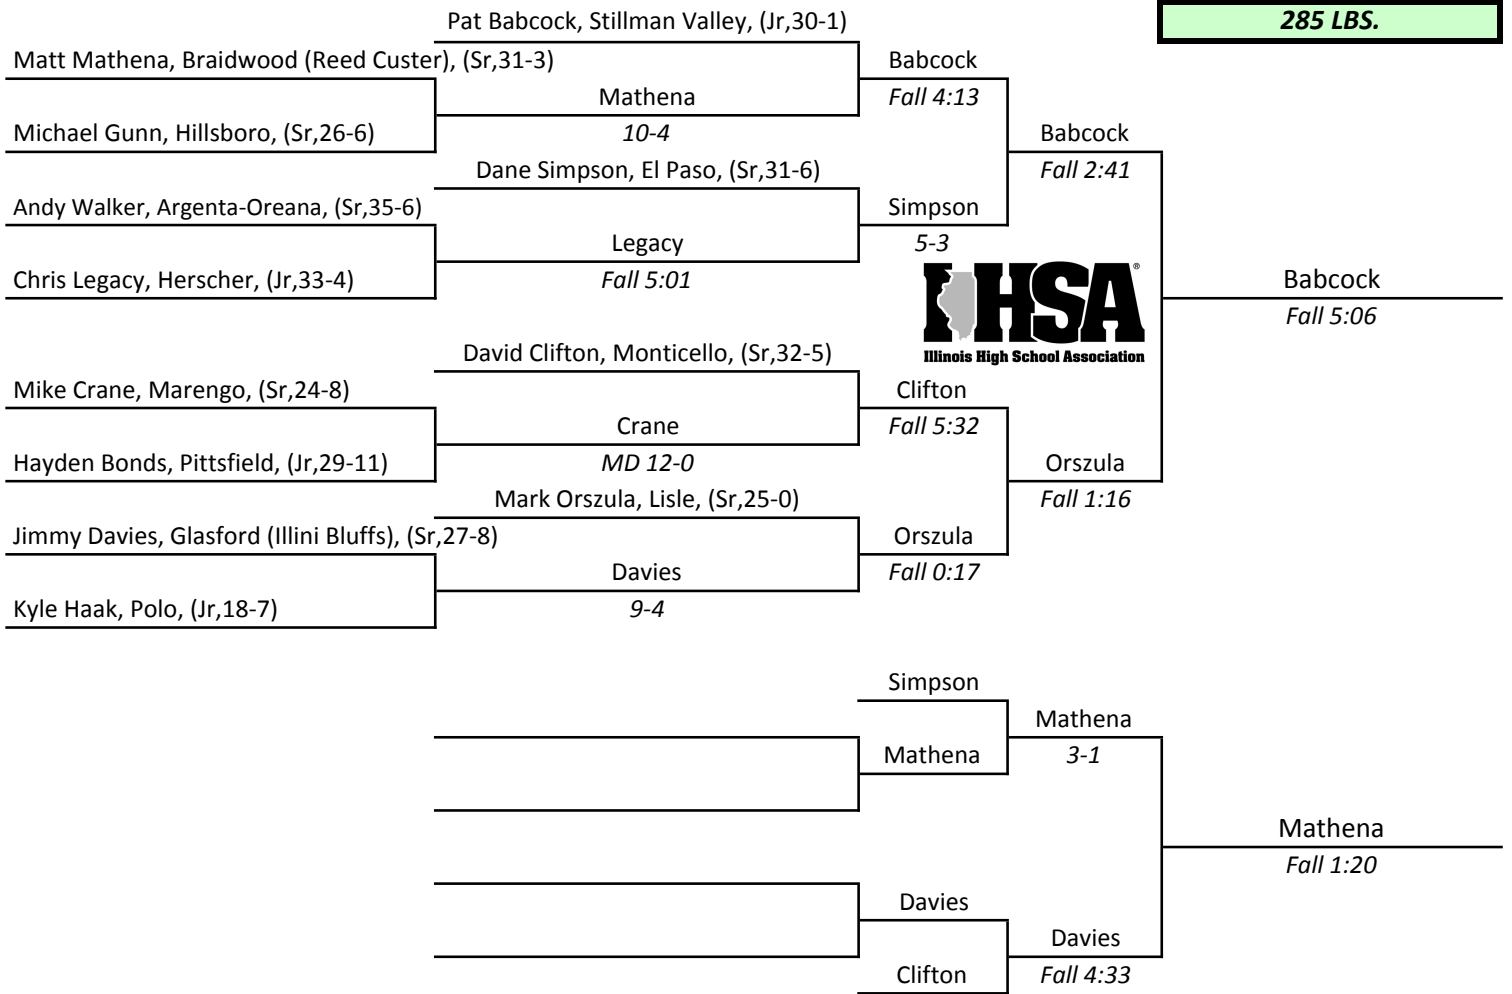 Pat Babcock, Stillman Valley, (Jr,30-1)
285 LBS.
Matt Mathena, Braidwood (Reed Custer), (Sr,31-3)
Babcock
Mathena
Fall 4:13
Michael Gunn, Hillsboro, (Sr,26-6)
10-4
Babcock
Dane Simpson, El Paso, (Sr,31-6)
Fall 2:41
Andy Walker, Argenta-Oreana, (Sr,35-6)
Simpson
Legacy
5-3
Chris Legacy, Herscher, (Jr,33-4)
Fall 5:01
IHSA®
Babcock
Fall 5:06
Illinois High School Association
David Clifton, Monticello, (Sr,32-5)
Mike Crane, Marengo, (Sr,24-8)
Clifton
Crane
Fall 5:32
Hayden Bonds, Pittsfield, (Jr,29-11)
MD 12-0
Orszula
Mark Orszula, Lisle, (Sr,25-0)
Fall 1:16
Jimmy Davies, Glasford (Illini Bluffs), (Sr,27-8)
Orszula
Davies
Fall 0:17
Kyle Haak, Polo, (Jr,18-7)
9-4
Simpson
Mathena
Mathena
3-1
Mathena
Fall 1:20
Davies
Davies
Clifton
Fall 4:33